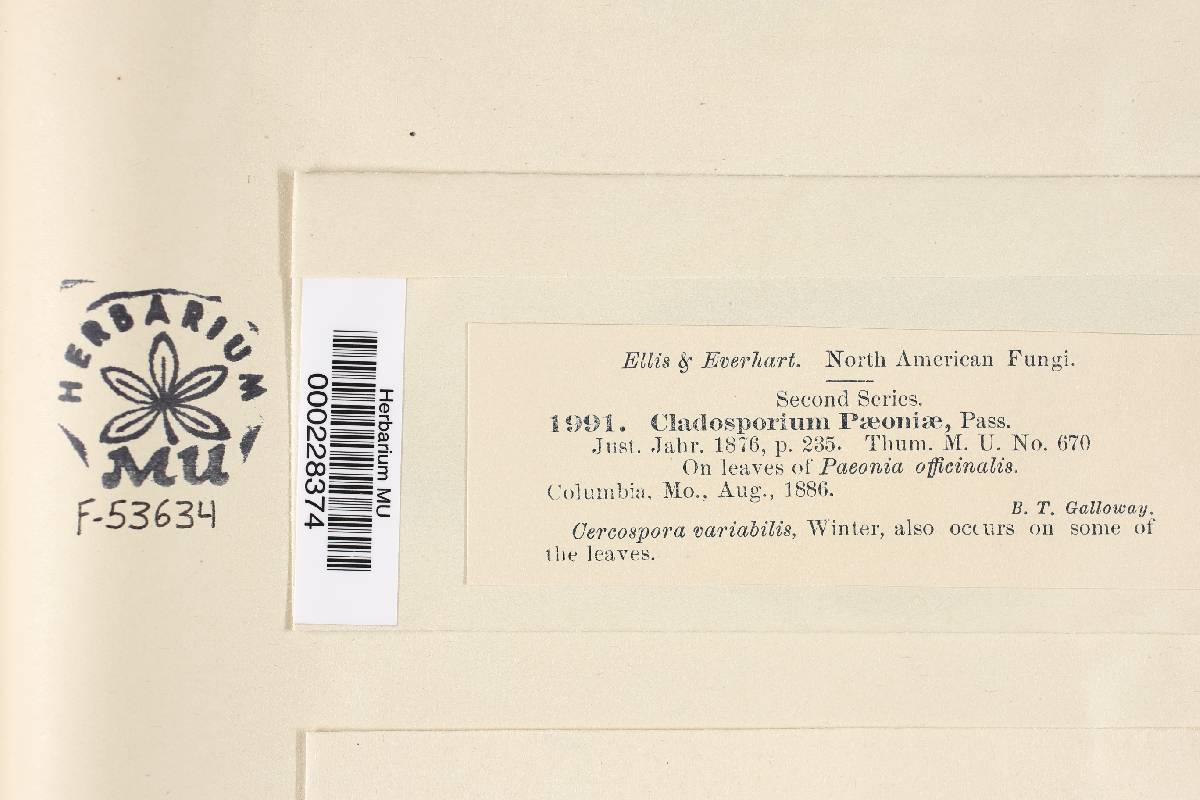 HERBARIUM
MU
F-53634
Herbarium MU
000228374
Ellis & Everhart. North American Fungi.
Second Series.
1991. Cladosporium Pæoniæ, Pass.
Just. Jahr. 1876, p. 235. Thum. M. U. No. 670
On leaves of Paeonia officinalis.
Columbia, Mo., Aug., 1886.
B. T. Galloway.
Cercospora variabilis, Winter, also occurs on some of
the leaves.